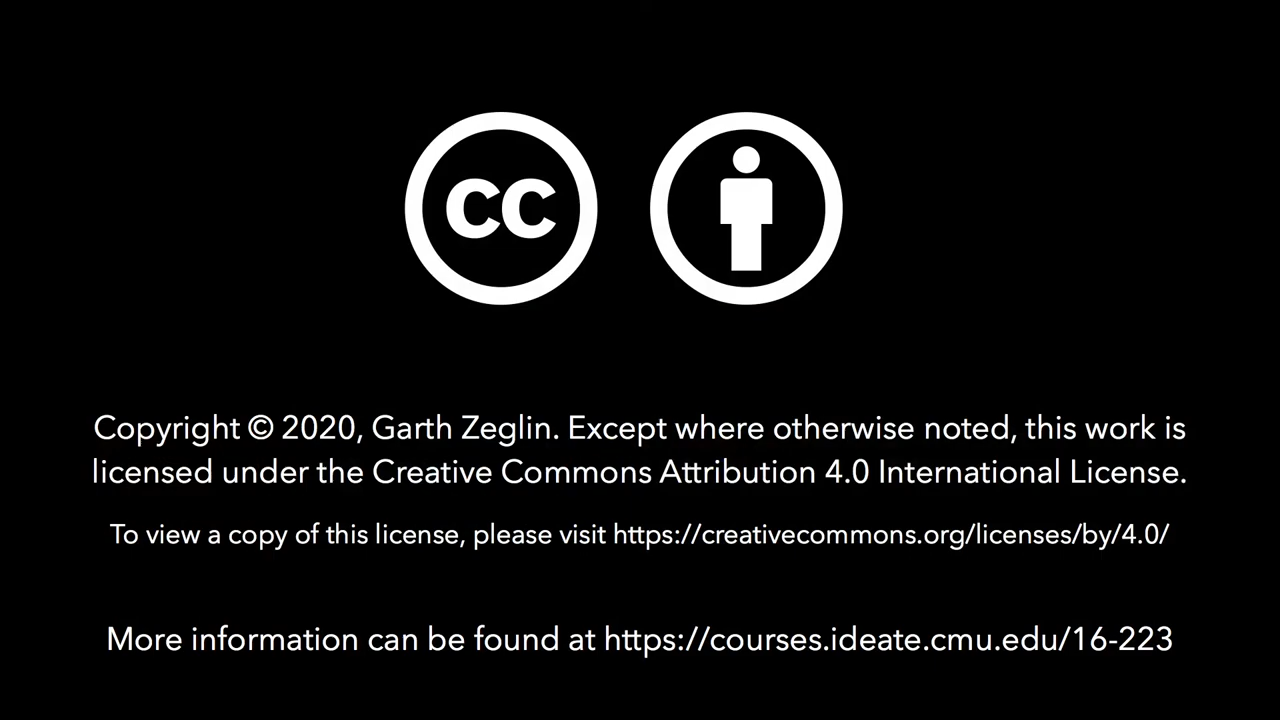 cc
Copyright © 2020, Garth Zeglin. Except where otherwise noted, this work is
licensed under the Creative Commons Attribution 4.0 International License.
To view a copy of this license, please visit https://creativecommons.org/licenses/by/4.0/
More information can be found at https://courses.ideate.cmu.edu/16-223